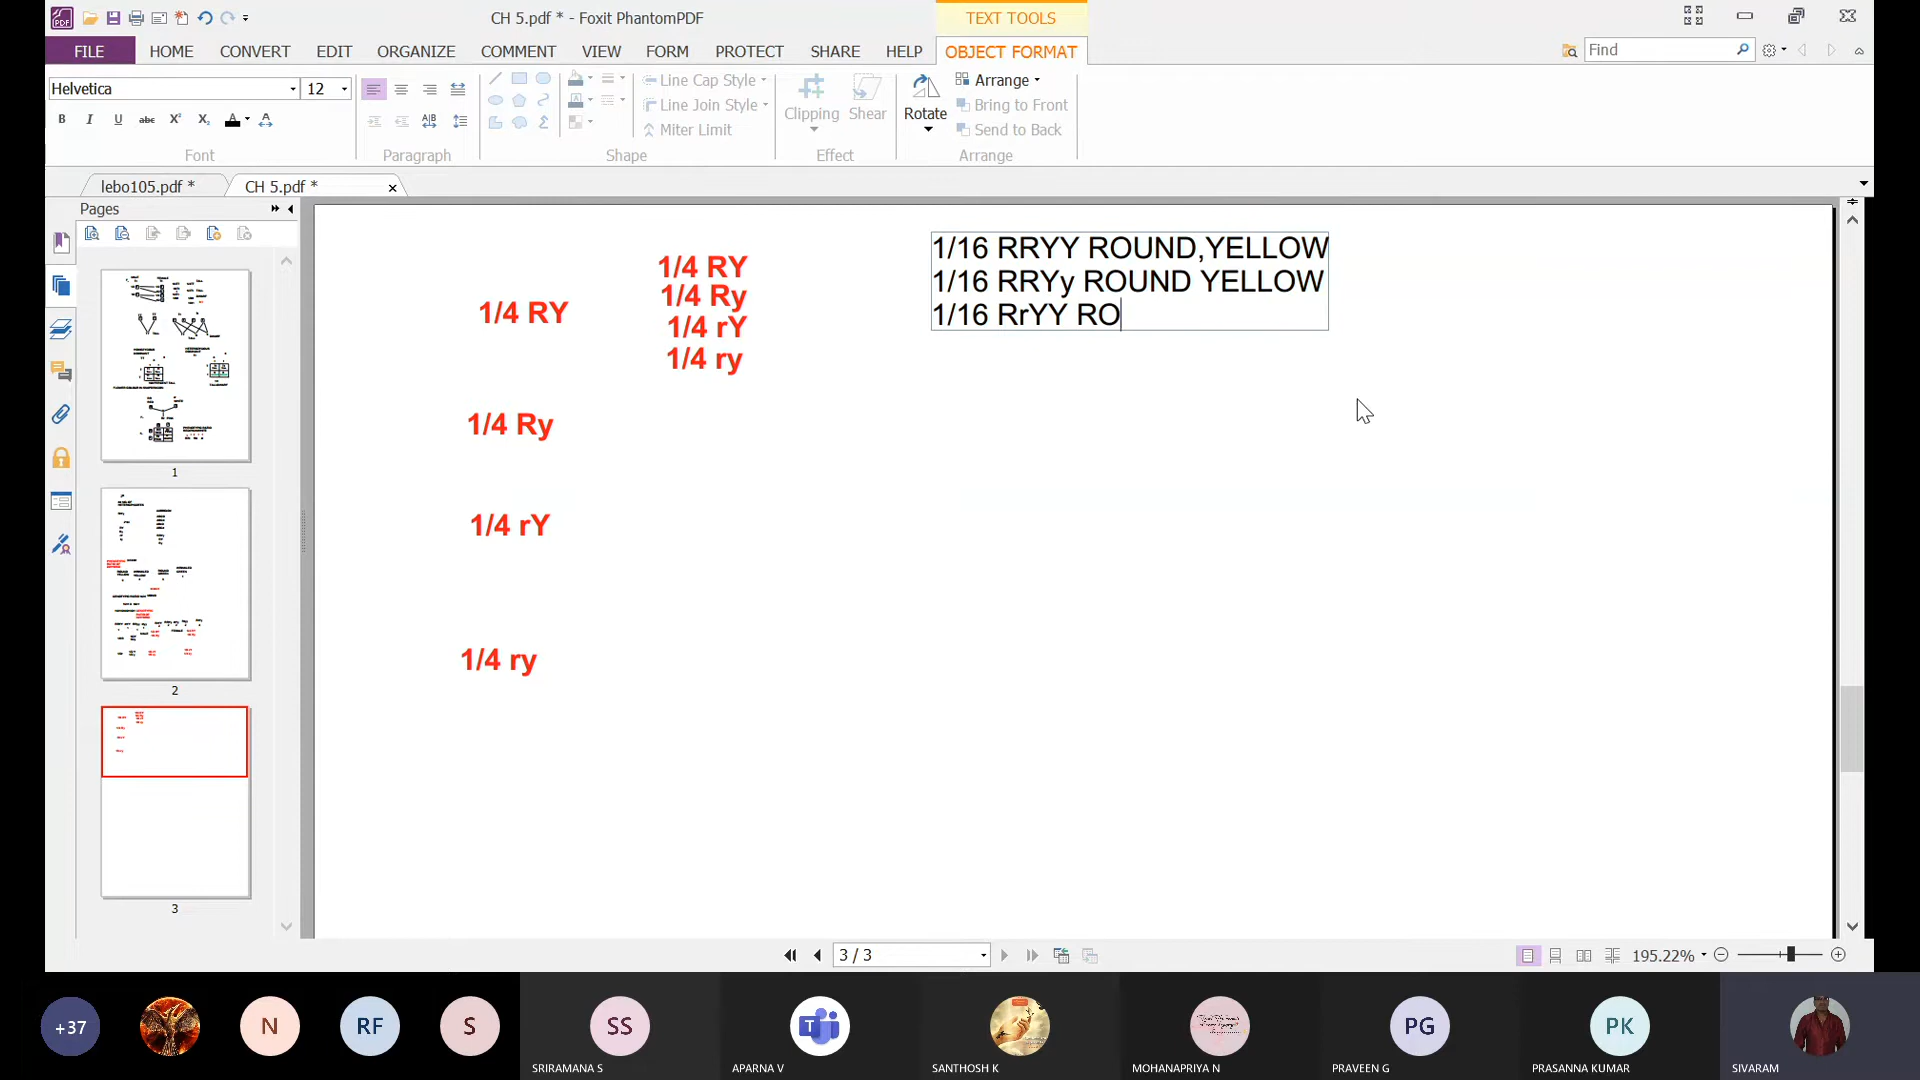 CH 5.pdf * - Foxit PhantomPDF
TEXT TOOLS
FILE
HOME
CONVERT
EDIT
ORGANIZE
COMMENT
VIEW
FORM
PROTECT
SHARE
HELP
OBJECT FORMAT
Find
Helvetica
12
Line Cap Style
Line Join Style
Miter Limit
Clipping
Shear
Rotate
Arrange
Bring to Front
Send to Back
Font
Paragraph
Shape
Effect
Arrange
lebo105.pdf *
CH 5.pdf *
Pages
1
2
3
1/4 RY
1/4 RY
1/4 Ry
1/4 rY
1/4 ry
1/4 Ry
1/4 rY
1/4 ry
1/16 RRYY ROUND,YELLOW
1/16 RRYy ROUND YELLOW
1/16 RrYY RO
3 / 3
195.22%
+37
N
RF
S
SS
PG
PK
SRIRAMANA S
APARNA V
SANTHOSH K
MOHANAPRIYA N
PRAVEEN G
PRASANNA KUMAR
SIVARAM